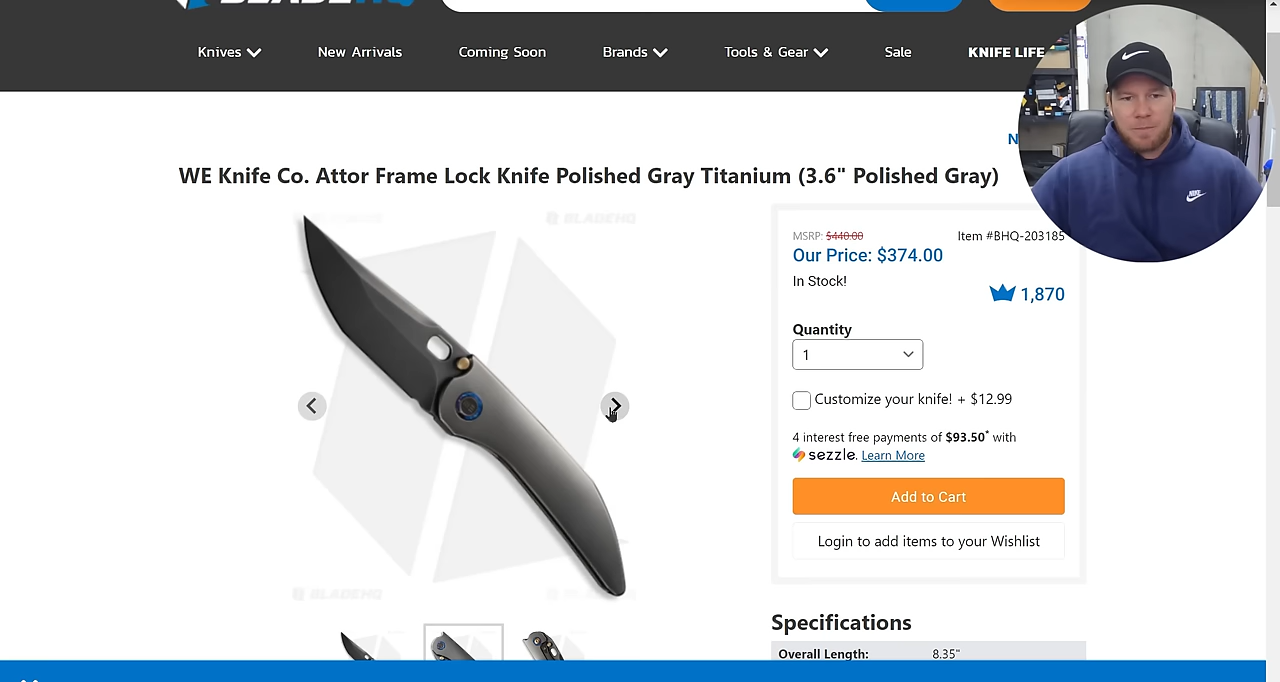 BLADEHQ
Knives
New Arrivals
Coming Soon
Brands
Tools & Gear
Sale
KNIFE LIFE
N
WE Knife Co. Attor Frame Lock Knife Polished Gray Titanium (3.6" Polished Gray)
BLADEHQ
MSRP: $440.00
Item #BHQ-203185
Our Price: $374.00
In Stock!
1,870
Quantity
1
Customize your knife! + $12.99
4 interest free payments of $93.50* with
sezzle. Learn More
Add to Cart
Login to add items to your Wishlist
BLADEHQ
Specifications
Overall Length:
8.35"